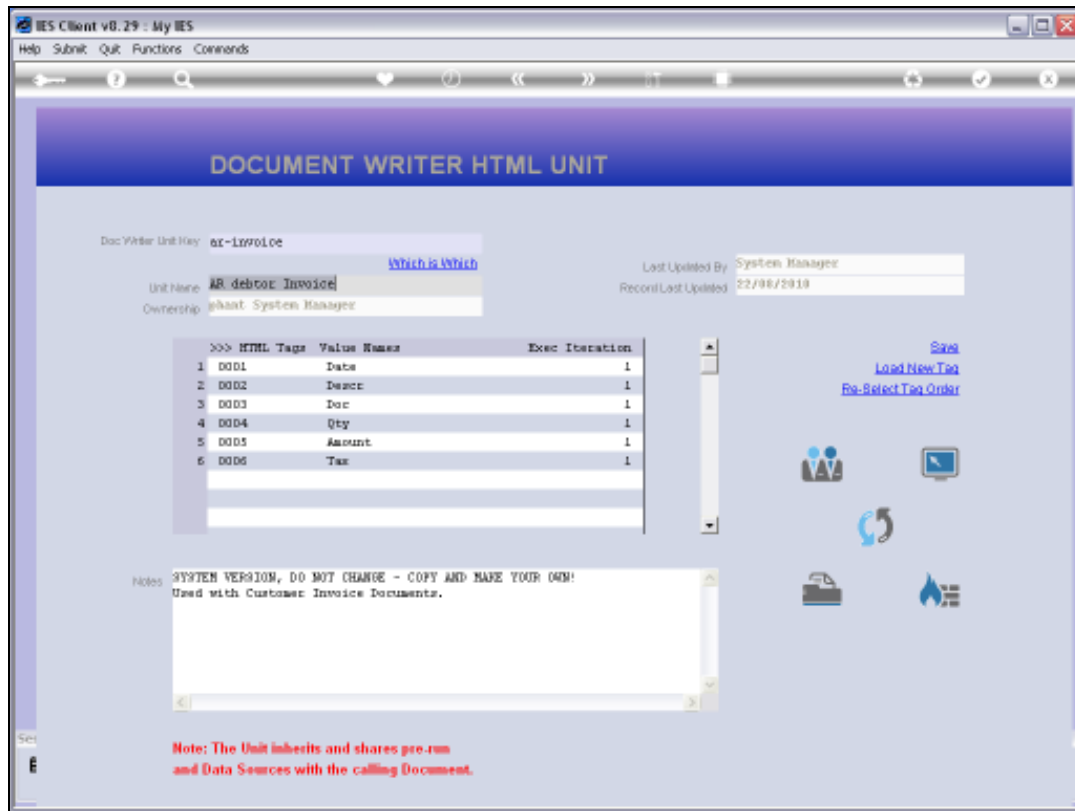 IES Client v8.29 : My IES
Help Submit Quit Functions Commands
DOCUMENT WRITER HTML UNIT
Doc Writer Unit Key ar-invoice
Which is Which
Last Updated By System Manager
Unit Name AR debtor Invoice
Record Last Updated 22/08/2010
Ownership phant System Manager
>>> HTML Tags Value Names Exec Iteration
1 0001 Date 1
2 0002 Descr 1
3 0003 Doc 1
4 0004 Qty 1
5 0005 Amount 1
6 0006 Tax 1
Save
Load New Tag
Re-Select Tag Order
Notes SYSTEM VERSION, DO NOT CHANGE - COPY AND MAKE YOUR OWN!
Used with Customer Invoice Documents.
Note: The Unit inherits and shares pre-run
and Data Sources with the calling Document.